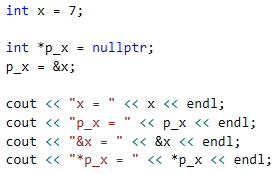 int x = 7;
int *p_x = nullptr;
p_x = &x;
cout << "x = " << x << endl;
cout << "p_x = " << p_x << endl;
cout << "&x = " << &x << endl;
cout << "*p_x = " << *p_x << endl;